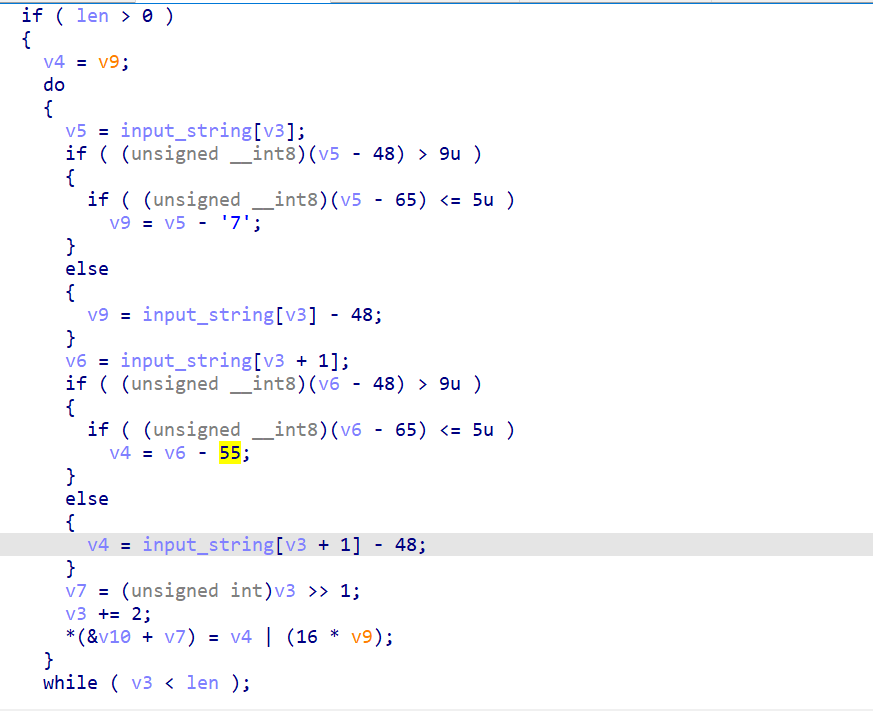 if ( len > 0 )
{
v4 = v9;
do
{
v5 = input_string[v3];
if ( (unsigned __int8)(v5 - 48) > 9u )
{
if ( (unsigned __int8)(v5 - 65) <= 5u )
v9 = v5 - '7';
}
else
{
v9 = input_string[v3] - 48;
}
v6 = input_string[v3 + 1];
if ( (unsigned __int8)(v6 - 48) > 9u )
{
if ( (unsigned __int8)(v6 - 65) <= 5u )
v4 = v6 - 55;
}
else
{
v4 = input_string[v3 + 1] - 48;
}
v7 = (unsigned int)v3 >> 1;
v3 += 2;
*(&v10 + v7) = v4 | (16 * v9);
}
while ( v3 < len );